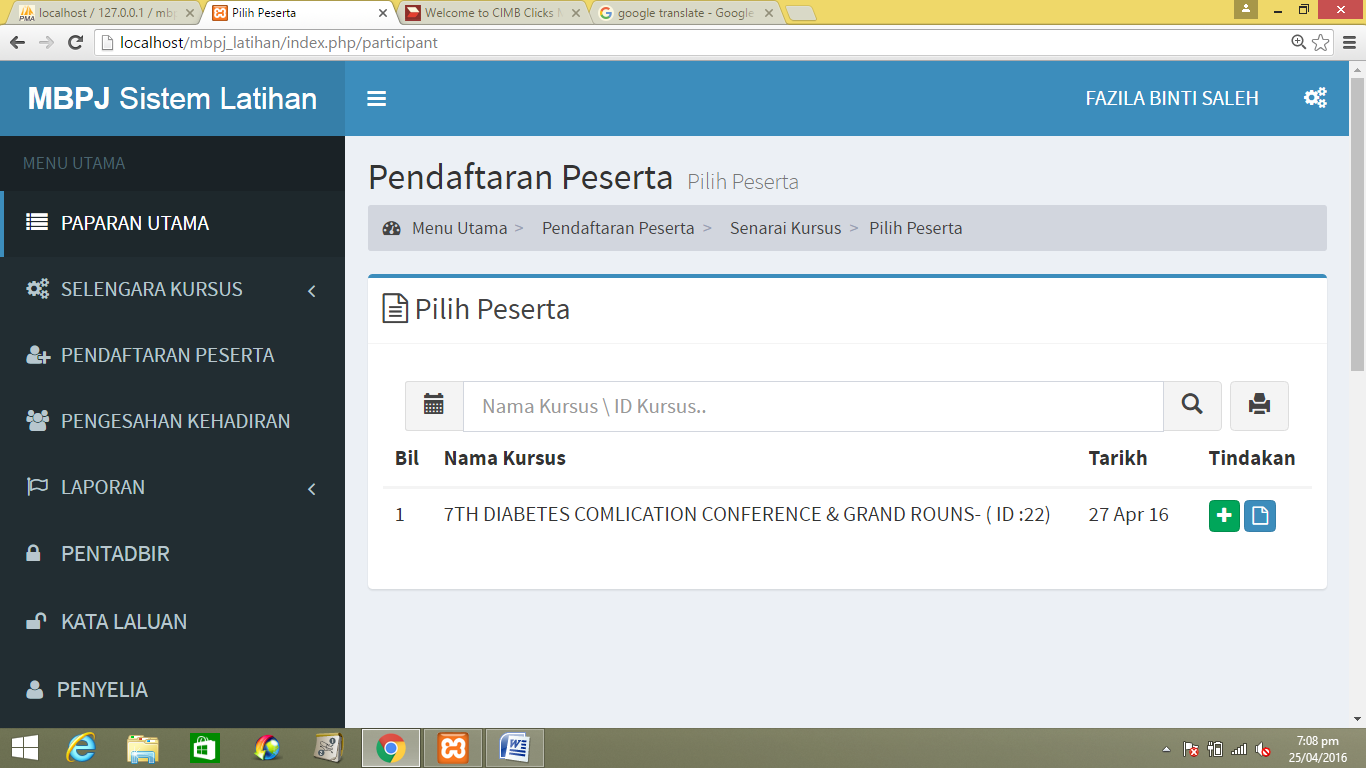 localhost / 127.0.0.1 / mbp
Pilih Peserta
Welcome to CIMB Clicks M
google translate - Google
localhost/mbpj_latihan/index.php/participant
MBPJ Sistem Latihan
FAZILA BINTI SALEH
MENU UTAMA
PAPARAN UTAMA
SELENGARA KURSUS
PENDAFTARAN PESERTA
PENGESAHAN KEHADIRAN
LAPORAN
PENTADBIR
KATA LALUAN
PENYELIA
Pendaftaran Peserta Pilih Peserta
Menu Utama > Pendaftaran Peserta > Senarai Kursus > Pilih Peserta
Pilih Peserta
Nama Kursus \ ID Kursus..
Bil Nama Kursus Tarikh Tindakan
1 7TH DIABETES COMLICATION CONFERENCE & GRAND ROUNS- ( ID :22) 27 Apr 16
7:08 pm
25/04/2016